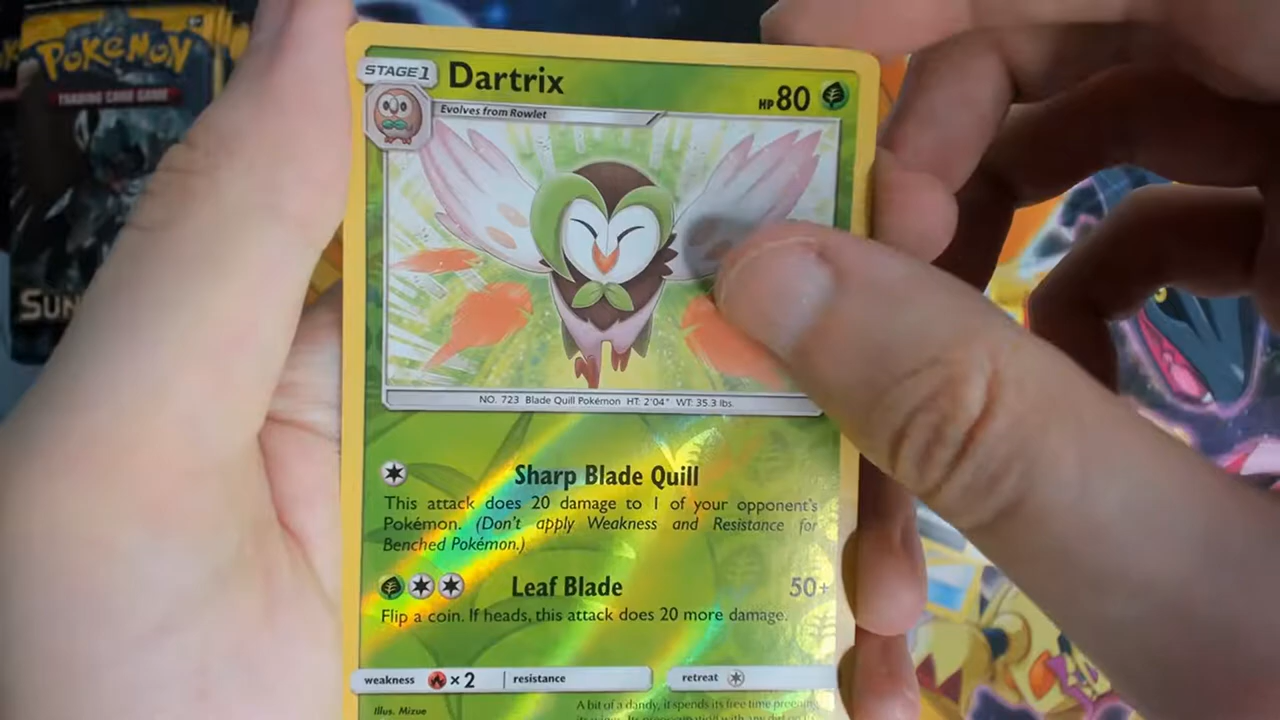 POKéMON
TRADING CARD GAME
SUN
STAGE 1
Dartrix
HP 80
Evolves from Rowlet
NO. 723 Blade Quill Pokémon HT: 2'04" WT: 35.3 lbs.
Sharp Blade Quill
This attack does 20 damage to 1 of your opponent's
Pokémon. (Don't apply Weakness and Resistance for
Benched Pokémon.)
Leaf Blade 50+
Flip a coin. If heads, this attack does 20 more damage.
weakness ×2 resistance retreat
Illus. Mizue
A bit of a dandy, it spends its free time preening